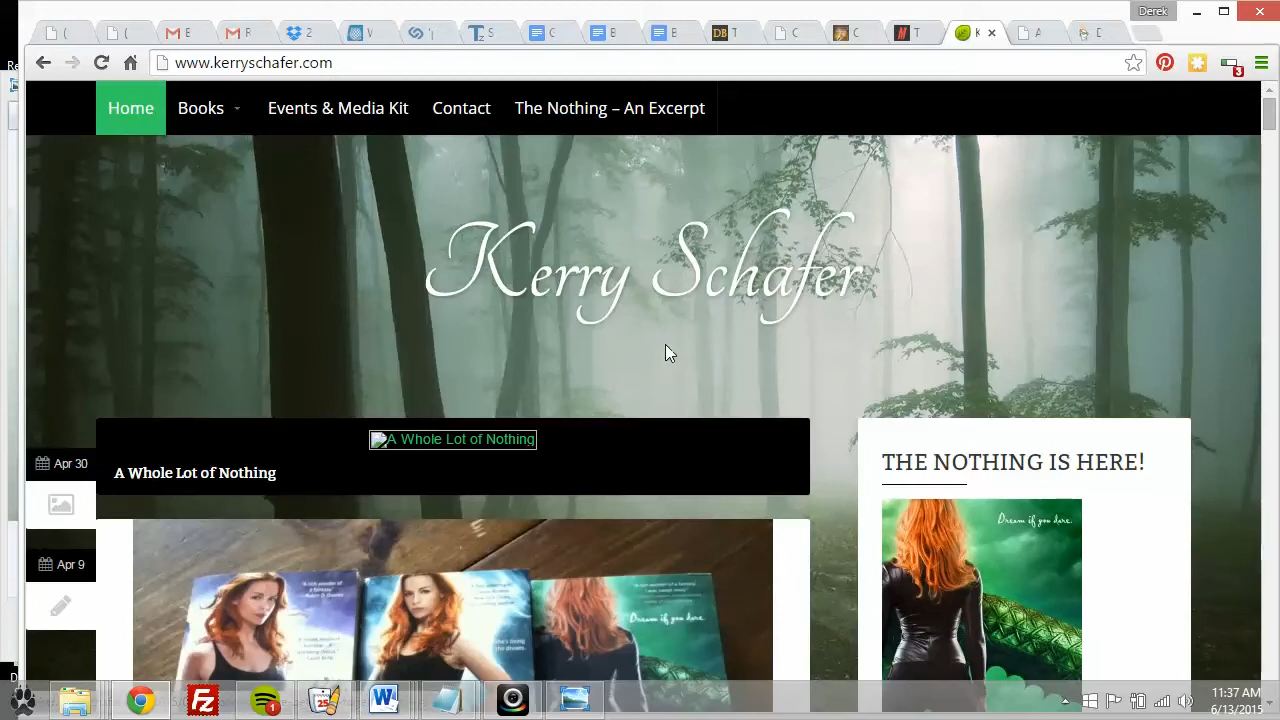 Derek
www.kerryschafer.com
3
Home
Books
Events & Media Kit
Contact
The Nothing – An Excerpt
Kerry Schafer
A Whole Lot of Nothing
A Whole Lot of Nothing
THE NOTHING IS HERE!
Apr 30
Apr 9
Dream if you dare.
Dream if you dare.
11:37 AM
6/13/2015